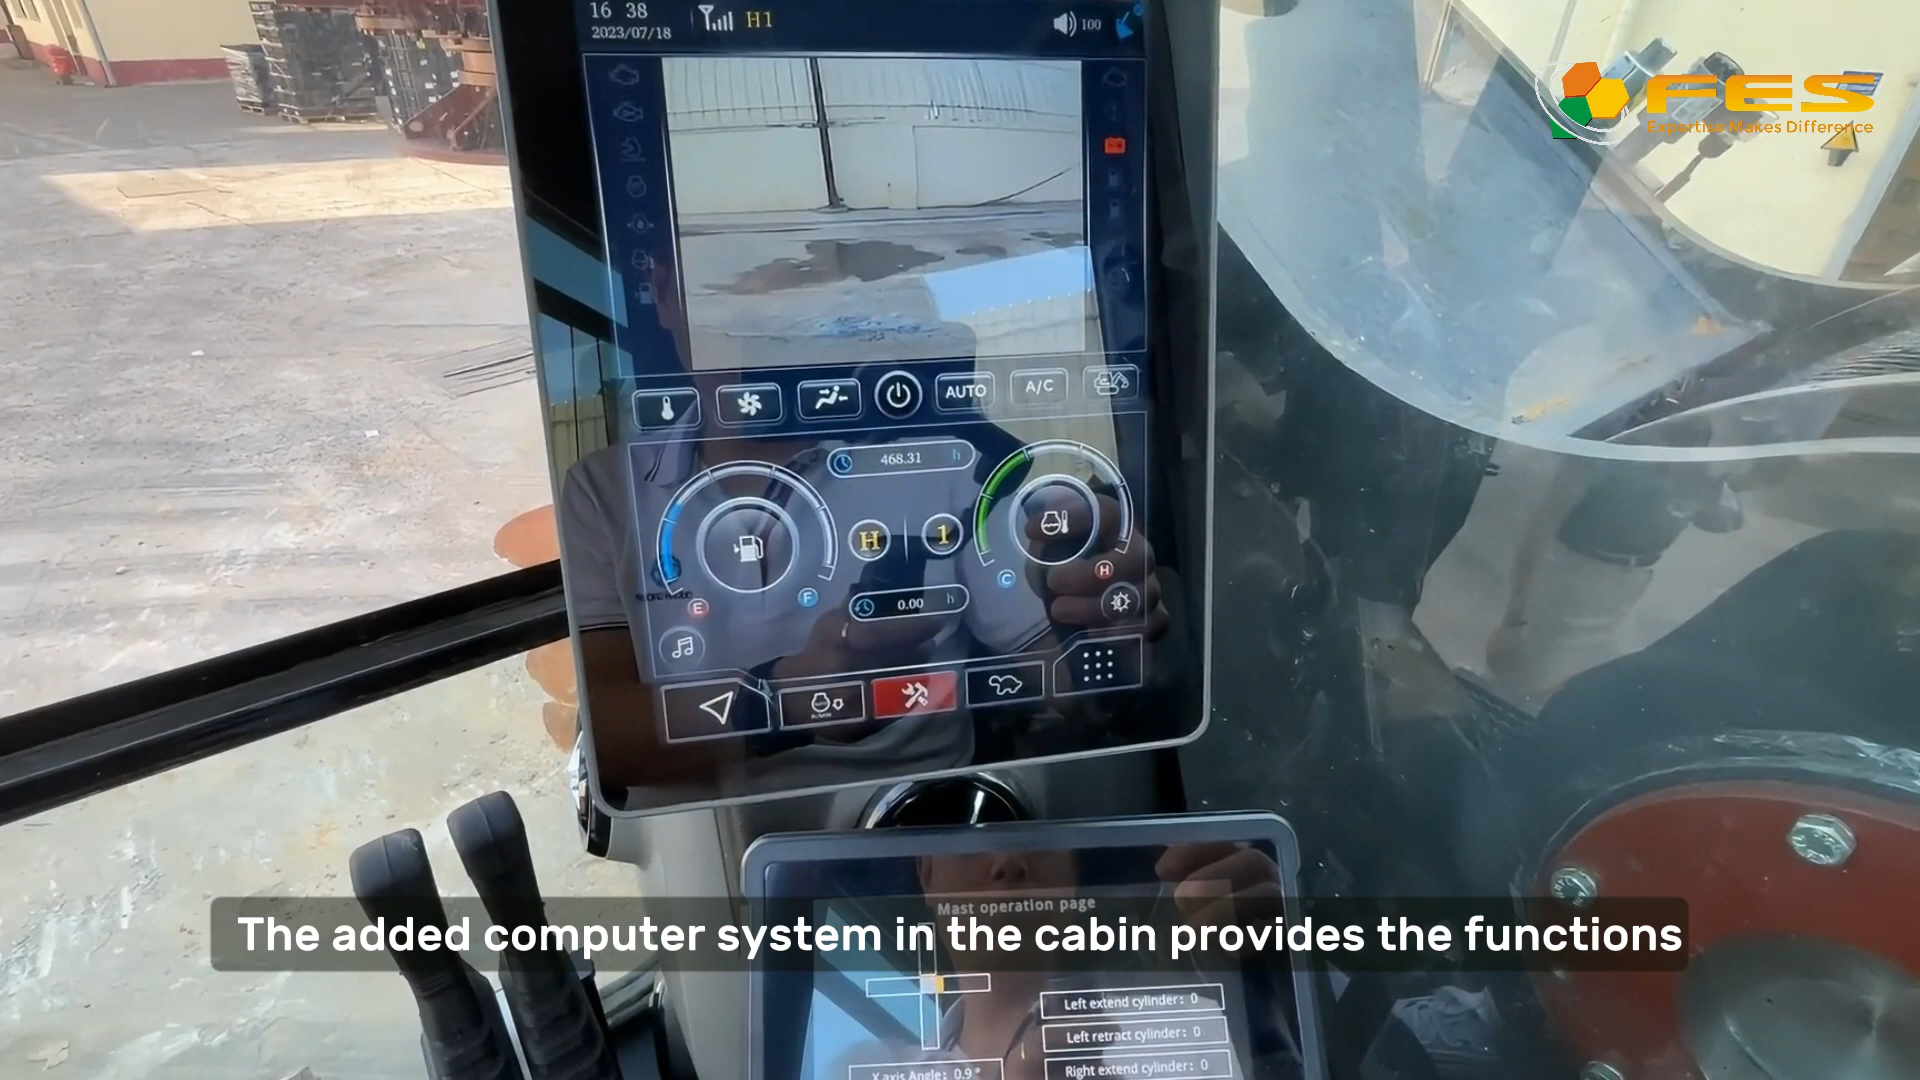 16 38
2023/07/18
H1
100
FES
Expertise Makes Difference
AUTO
A/C
468.31 h
H 1
C
H
E
F
0.00 h
The added computer system in the cabin provides the functions
Mast operation page
Left extend cylinder: 0
Left retract cylinder: 0
Right extend cylinder: 0
X axis Angle: 0.9°